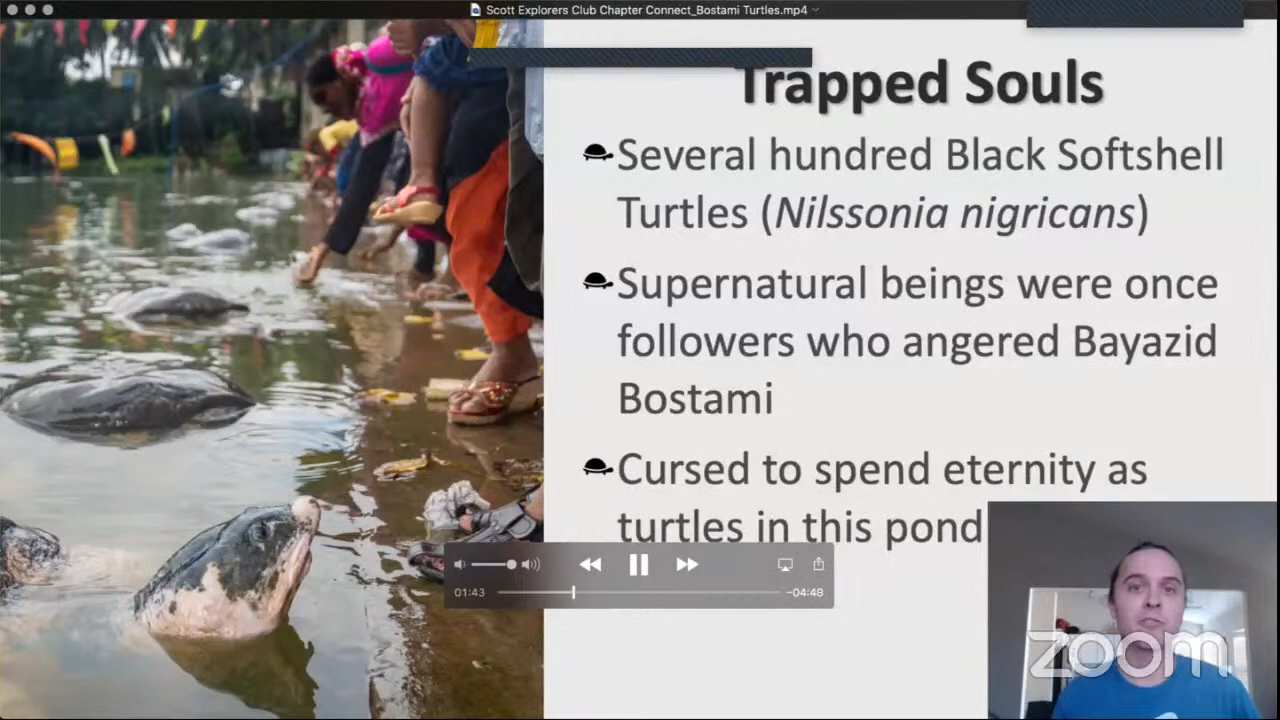 Scott Explorers Club Chapter Connect_Bostami Turtles.mp4
Trapped Souls
Several hundred Black Softshell
Turtles (Nilssonia nigricans)
Supernatural beings were once
followers who angered Bayazid
Bostami
Cursed to spend eternity as
turtles in this pond
01:43
-04:48
zoom